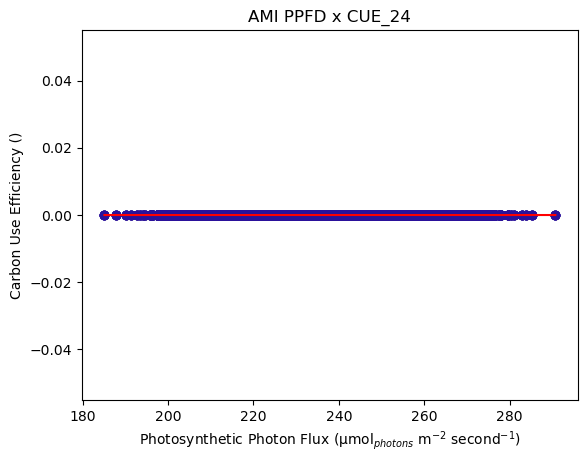 AMI PPFD x CUE_24
0.04
0.02
0.00
−0.02
−0.04
Carbon Use Efficiency ()
180 200 220 240 260 280
Photosynthetic Photon Flux (μmol_photons m⁻² second⁻¹)